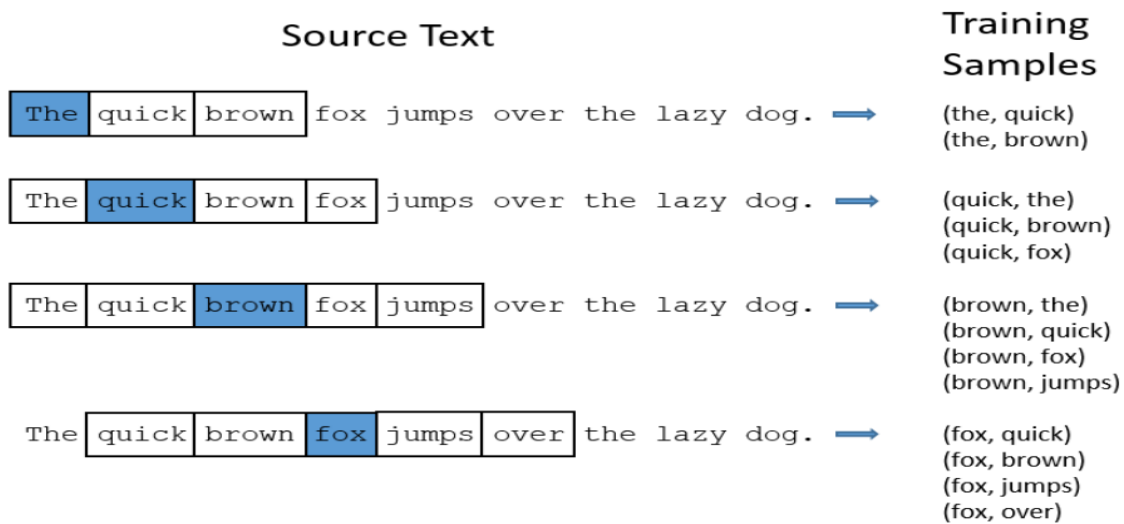 Source Text
Training
Samples
The quick brown fox jumps over the lazy dog.
(the, quick)
(the, brown)
The quick brown fox jumps over the lazy dog.
(quick, the)
(quick, brown)
(quick, fox)
The quick brown fox jumps over the lazy dog.
(brown, the)
(brown, quick)
(brown, fox)
(brown, jumps)
The quick brown fox jumps over the lazy dog.
(fox, quick)
(fox, brown)
(fox, jumps)
(fox, over)